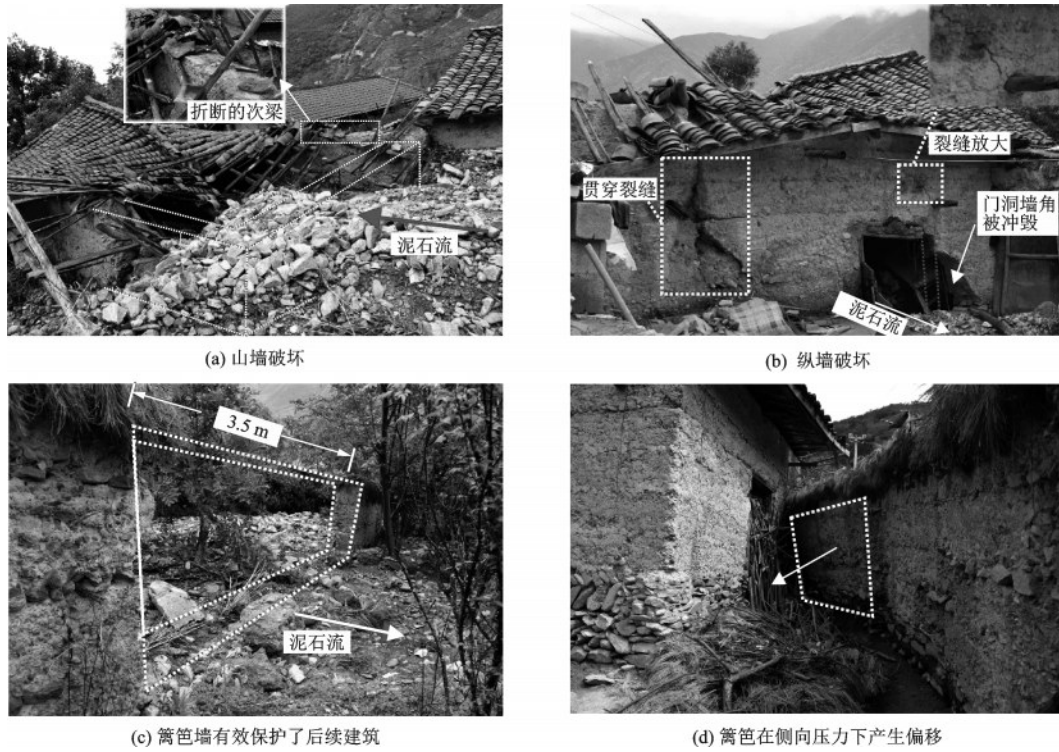 折断的次梁
泥石流
(a) 山墙破坏
裂缝放大
贯穿裂缝
门洞墙角
被冲毁
泥石流
(b) 纵墙破坏
3.5 m
泥石流
(c) 篱笆墙有效保护了后续建筑
(d) 篱笆在侧向压力下产生偏移